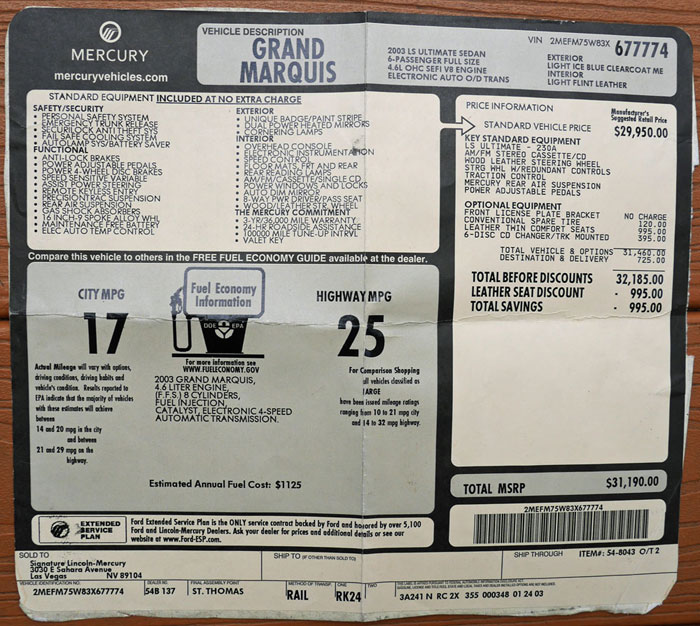 MERCURY
mercuryvehicles.com
VEHICLE DESCRIPTION
GRAND
MARQUIS
2003 LS ULTIMATE SEDAN
6-PASSENGER FULL SIZE
4.6L OHC SEFI V8 ENGINE
ELECTRONIC AUTO O/D TRANS
VIN 2MEFM75W83X 677774
EXTERIOR
LIGHT ICE BLUE CLEARCOAT ME
INTERIOR
LIGHT FLINT LEATHER
STANDARD EQUIPMENT INCLUDED AT NO EXTRA CHARGE
SAFETY/SECURITY
• PERSONAL SAFETY SYSTEM
• EMERGENCY TRUNK RELEASE
• SECURILOCK ANTI THEFT SYS
• FAIL SAFE COOLING SYSTEM
• AUTOLAMP SYS/BATTERY SAVER
FUNCTIONAL
• ANTI-LOCK BRAKES
• POWER ADJUSTABLE PEDALS
• POWER 4-WHEEL DISC BRAKES
• SPEED SENSITIVE VARIABLE
• ASSIST POWER STEERING
• REMOTE KEYLESS ENTRY
• PRECISIONTRAC SUSPENSION
• REAR AIR SUSPENSION
• GAS SHOCK ABSORBERS
• 16 INCH 9 SPOKE ALLOY WHL
• MAINTENANCE FREE BATTERY
• ELEC AUTO TEMP CONTROL
EXTERIOR
• UNIQUE BADGE/PAINT STRIPE
• DUAL POWER HEATED MIRRORS
• CORNERING LAMPS
INTERIOR
• OVERHEAD CONSOLE
• ELECTRONIC INSTRUMENTATION
• SPEED CONTROL
• FLOOR MATS, FRT AND REAR
• REAR READING LAMPS
• AM/FM/CASSETTE/SINGLE CD
• POWER WINDOWS AND LOCKS
• AUTO DIM MIRROR
• 8-WAY PWR DRIVER/PASS SEAT
• WOOD/LEATHER STR. WHEEL
THE MERCURY COMMITMENT
• 3-YR/36,000 MILE WARRANTY
• 24-HR ROADSIDE ASSISTANCE
• 100000 MILE TUNE-UP INTRVL
• VALET KEY
PRICE INFORMATION
Manufacturer's
Suggested Retail Price
STANDARD VEHICLE PRICE $29,950.00
KEY STANDARD EQUIPMENT
LS ULTIMATE - 230A
AM/FM STEREO CASSETTE/CD
WOOD LEATHER STEERING WHEEL
STRG WHL W/REDUNDANT CONTROLS
TRACTION CONTROL
MERCURY REAR AIR SUSPENSION
POWER ADJUSTABLE PEDALS
OPTIONAL EQUIPMENT
FRONT LICENSE PLATE BRACKET NO CHARGE
CONVENTIONAL SPARE TIRE 120.00
LEATHER TWIN COMFORT SEATS 995.00
6-DISC CD CHANGER/TRK MOUNTED 395.00
TOTAL VEHICLE & OPTIONS 31,460.00
DESTINATION & DELIVERY 725.00
TOTAL BEFORE DISCOUNTS 32,185.00
LEATHER SEAT DISCOUNT - 995.00
TOTAL SAVINGS - 995.00
Compare this vehicle to others in the FREE FUEL ECONOMY GUIDE available at the dealer.
CITY MPG
17
Fuel Economy
Information
DOE EPA
HIGHWAY MPG
25
For more information see
WWW.FUELECONOMY.GOV
Actual Mileage will vary with options,
driving conditions, driving habits and
vehicle's condition. Results reported to
EPA indicate that the majority of vehicles
with these estimates will achieve
between
14 and 20 mpg in the city
and between
21 and 29 mpg on the
highway.
2003 GRAND MARQUIS,
4.6 LITER ENGINE,
(F.F.S.) 8 CYLINDERS,
FUEL INJECTION,
CATALYST, ELECTRONIC 4-SPEED
AUTOMATIC TRANSMISSION.
For Comparison Shopping
all vehicles classified as
LARGE
have been issued mileage ratings
ranging from 10 to 21 mpg city
and 14 to 32 mpg highway.
Estimated Annual Fuel Cost: $1125
TOTAL MSRP $31,190.00
2MEFM75W83X677774
EXTENDED
SERVICE
PLAN
Ford Extended Service Plan is the ONLY service contract backed by Ford and honored by over 5,100
Ford and Lincoln-Mercury Dealers. Ask your dealer for prices and additional details or see our
website at www.Ford-ESP.com.
SOLD TO
Signature Lincoln-Mercury
3030 E Sahara Avenue
Las Vegas NV 89104
SHIP TO (IF OTHER THAN SOLD TO)
SHIP THROUGH
ITEM#: 54-8043 O/T 2
VEHICLE IDENTIFICATION NO.
2MEFM75W83X677774
DEALER NO.
54B 137
FINAL ASSEMBLY POINT
ST. THOMAS
METHOD OF TRANSP.
RAIL
ONE
RK24
TWO
3A241 N RC 2X 355 000348 01 24 03